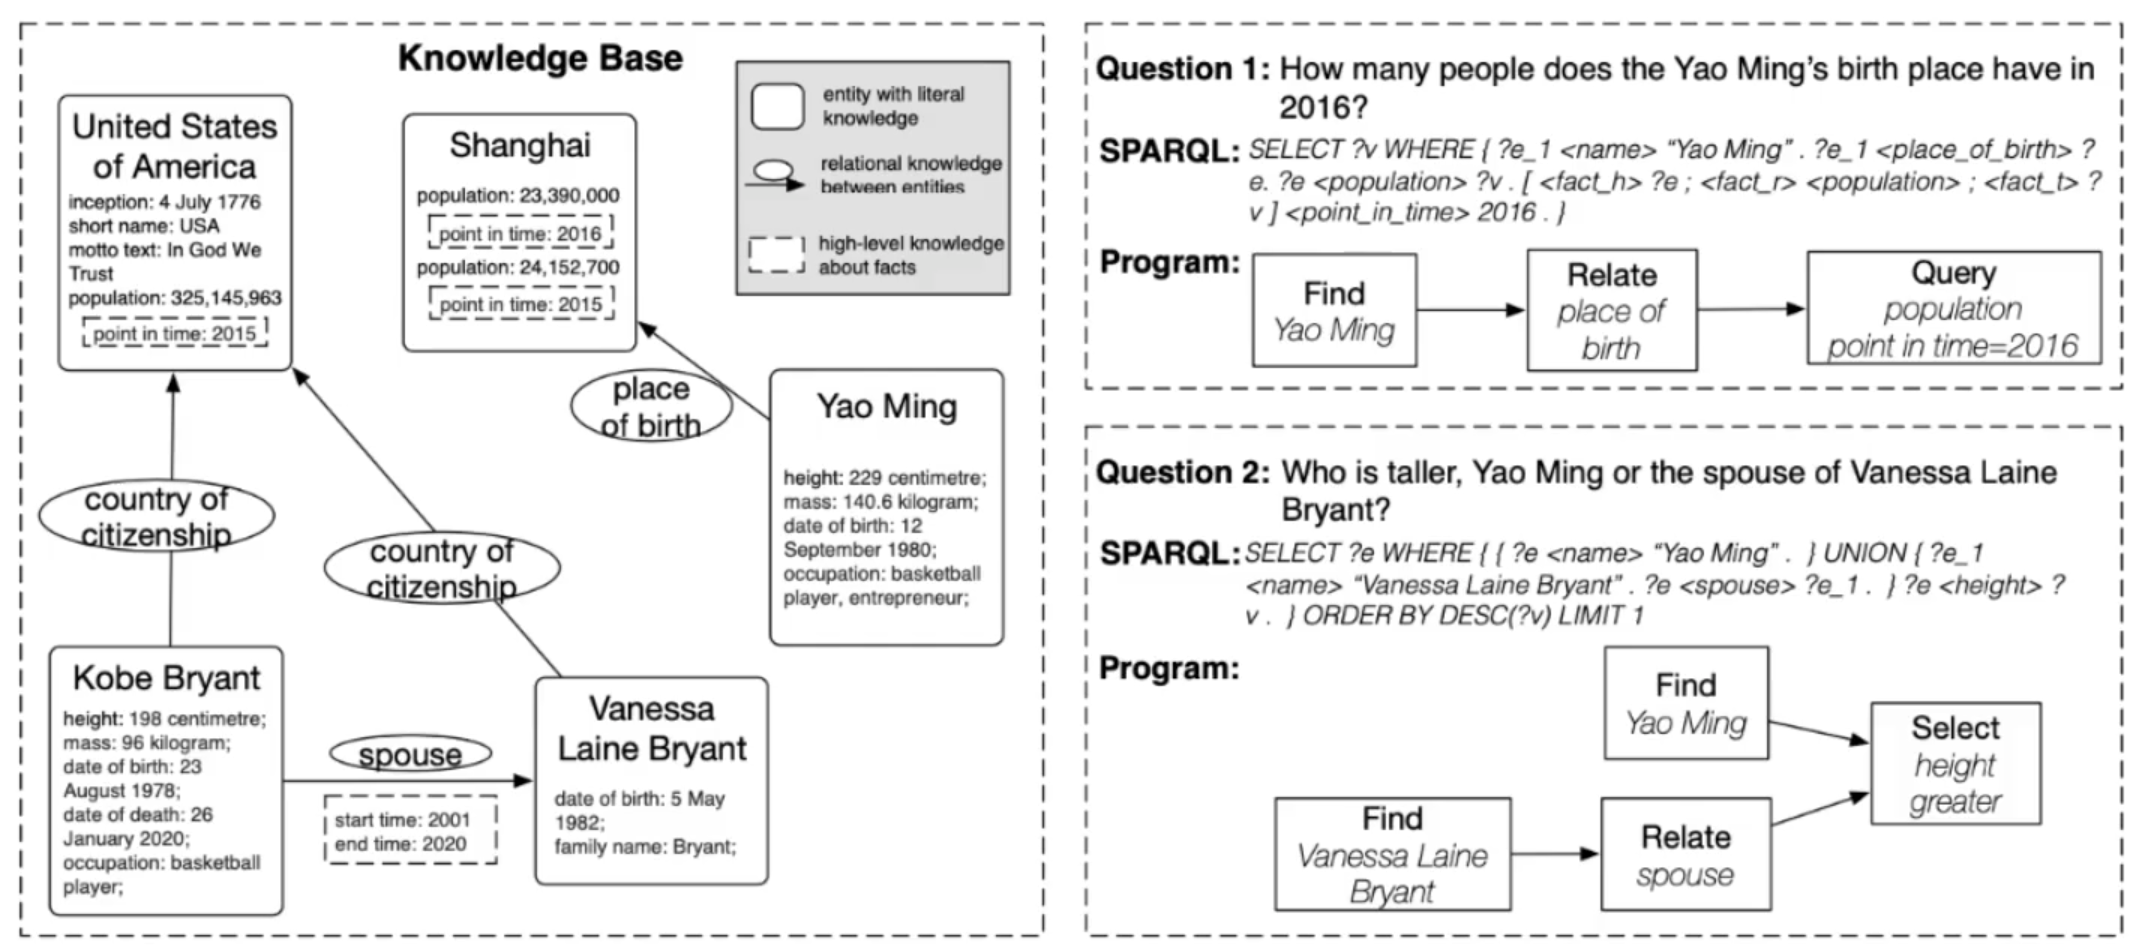 Knowledge Base
United States
of America
inception: 4 July 1776
short name: USA
motto text: In God We
Trust
population: 325,145,963
point in time: 2015
Shanghai
population: 23,390,000
point in time: 2016
population: 24,152,700
point in time: 2015
entity with literal
knowledge
relational knowledge
between entities
high-level knowledge
about facts
place
of birth
Yao Ming
height: 229 centimetre;
mass: 140.6 kilogram;
date of birth: 12
September 1980;
occupation: basketball
player, entrepreneur;
country of
citizenship
country of
citizenship
Kobe Bryant
height: 198 centimetre;
mass: 96 kilogram;
date of birth: 23
August 1978;
date of death: 26
January 2020;
occupation: basketball
player;
spouse
start time: 2001
end time: 2020
Vanessa
Laine Bryant
date of birth: 5 May
1982;
family name: Bryant;
Question 1: How many people does the Yao Ming's birth place have in
2016?
SPARQL: SELECT ?v WHERE { ?e_1 <name> "Yao Ming" . ?e_1 <place_of_birth> ?
e. ?e <population> ?v . [ <fact_h> ?e ; <fact_r> <population> ; <fact_t> ?
v ] <point_in_time> 2016 . }
Program:
Find
Yao Ming
Relate
place of
birth
Query
population
point in time=2016
Question 2: Who is taller, Yao Ming or the spouse of Vanessa Laine
Bryant?
SPARQL: SELECT ?e WHERE { { ?e <name> "Yao Ming" . } UNION { ?e_1
<name> "Vanessa Laine Bryant" . ?e <spouse> ?e_1 . } ?e <height> ?
v . } ORDER BY DESC(?v) LIMIT 1
Program:
Find
Yao Ming
Select
height
greater
Find
Vanessa Laine
Bryant
Relate
spouse